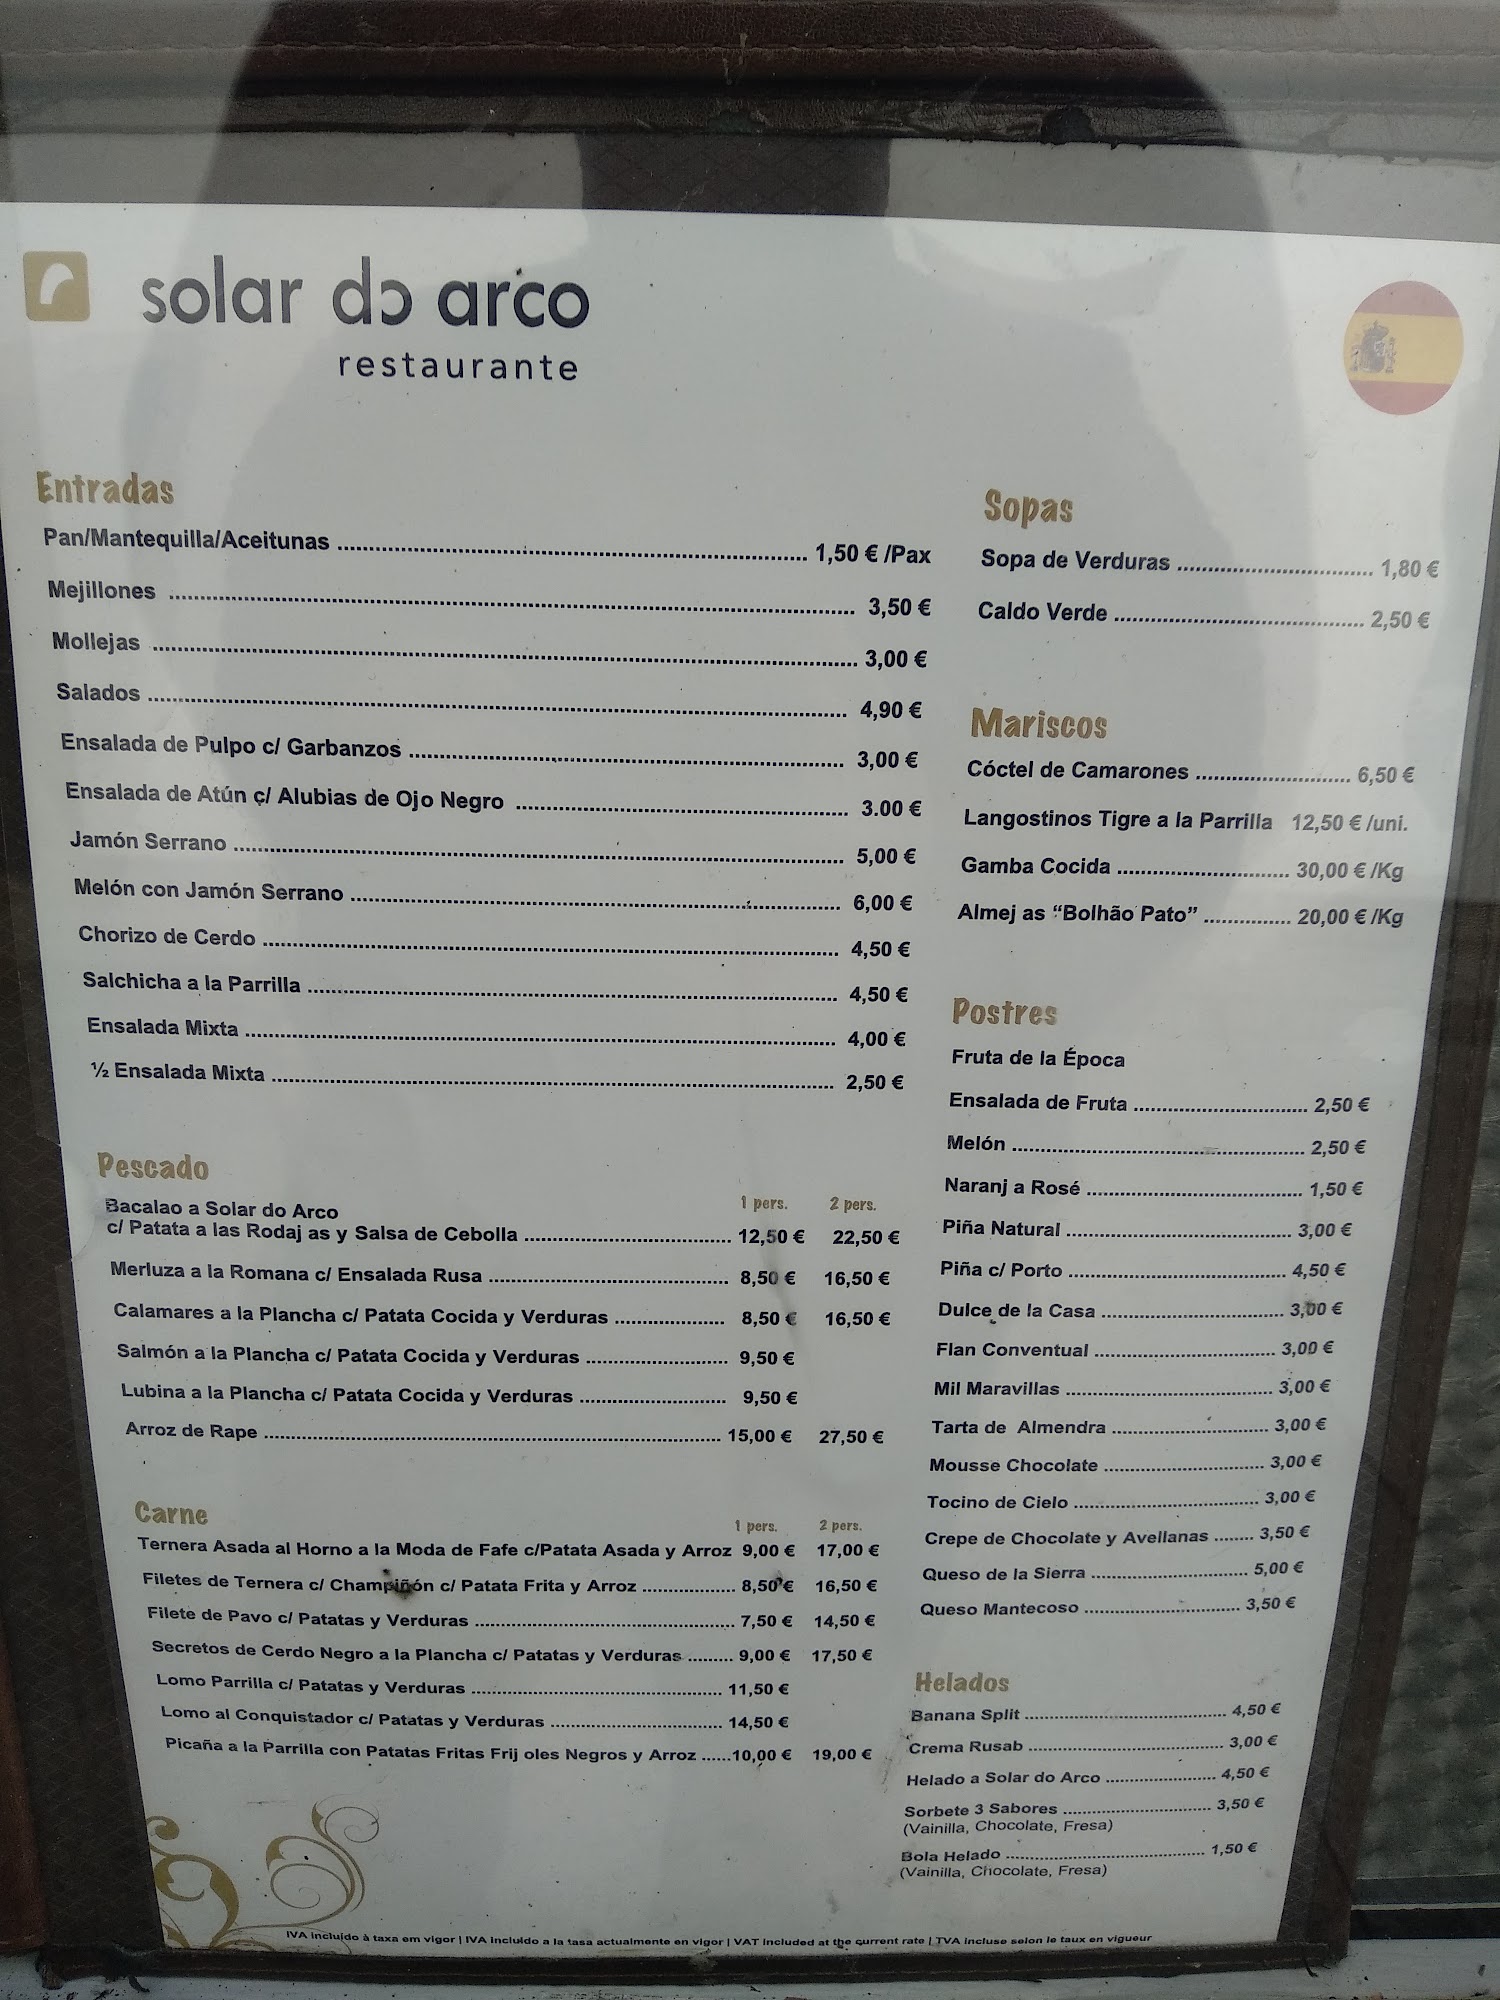 solar do arco
restaurante
Entradas
Pan/Mantequilla/Aceitunas ........ 1,50 € /Pax
Mejillones ........ 3,50 €
Mollejas ........ 3,00 €
Salados ........ 4,90 €
Ensalada de Pulpo c/ Garbanzos ........ 3,00 €
Ensalada de Atún c/ Alubias de Ojo Negro ........ 3.00 €
Jamón Serrano ........ 5,00 €
Melón con Jamón Serrano ........ 6,00 €
Chorizo de Cerdo ........ 4,50 €
Salchicha a la Parrilla ........ 4,50 €
Ensalada Mixta ........ 4,00 €
½ Ensalada Mixta ........ 2,50 €
Pescado
1 pers. 2 pers.
Bacalao a Solar do Arco
c/ Patata a las Rodaj as y Salsa de Cebolla ........ 12,50 € 22,50 €
Merluza a la Romana c/ Ensalada Rusa ........ 8,50 € 16,50 €
Calamares a la Plancha c/ Patata Cocida y Verduras ........ 8,50 € 16,50 €
Salmón a la Plancha c/ Patata Cocida y Verduras ........ 9,50 €
Lubina a la Plancha c/ Patata Cocida y Verduras ........ 9,50 €
Arroz de Rape ........ 15,00 € 27,50 €
Carne
1 pers. 2 pers.
Ternera Asada al Horno a la Moda de Fafe c/Patata Asada y Arroz 9,00 € 17,00 €
Filetes de Ternera c/ Champiñón c/ Patata Frita y Arroz ........ 8,50 € 16,50 €
Filete de Pavo c/ Patatas y Verduras ........ 7,50 € 14,50 €
Secretos de Cerdo Negro a la Plancha c/ Patatas y Verduras ........ 9,00 € 17,50 €
Lomo Parrilla c/ Patatas y Verduras ........ 11,50 €
Lomo al Conquistador c/ Patatas y Verduras ........ 14,50 €
Picaña a la Parrilla con Patatas Fritas Frij oles Negros y Arroz ......10,00 € 19,00 €
Sopas
Sopa de Verduras ........ 1,80 €
Caldo Verde ........ 2,50 €
Mariscos
Cóctel de Camarones ........ 6,50 €
Langostinos Tigre a la Parrilla 12,50 € /uni.
Gamba Cocida ........ 30,00 € /Kg
Almej as "Bolhão Pato" ........ 20,00 € /Kg
Postres
Fruta de la Época
Ensalada de Fruta ........ 2,50 €
Melón ........ 2,50 €
Naranj a Rosé ........ 1,50 €
Piña Natural ........ 3,00 €
Piña c/ Porto ........ 4,50 €
Dulce de la Casa ........ 3,00 €
Flan Conventual ........ 3,00 €
Mil Maravillas ........ 3,00 €
Tarta de Almendra ........ 3,00 €
Mousse Chocolate ........ 3,00 €
Tocino de Cielo ........ 3,00 €
Crepe de Chocolate y Avellanas ........ 3,50 €
Queso de la Sierra ........ 5,00 €
Queso Mantecoso ........ 3,50 €
Helados
Banana Split ........ 4,50 €
Crema Rusab ........ 3,00 €
Helado a Solar do Arco ........ 4,50 €
Sorbete 3 Sabores ........ 3,50 €
(Vainilla, Chocolate, Fresa)
Bola Helado ........ 1,50 €
(Vainilla, Chocolate, Fresa)
IVA incluído à taxa em vigor | IVA Incluido a la tasa actualmente en vigor | VAT Included at the current rate | TVA incluse selon le taux en vigueur